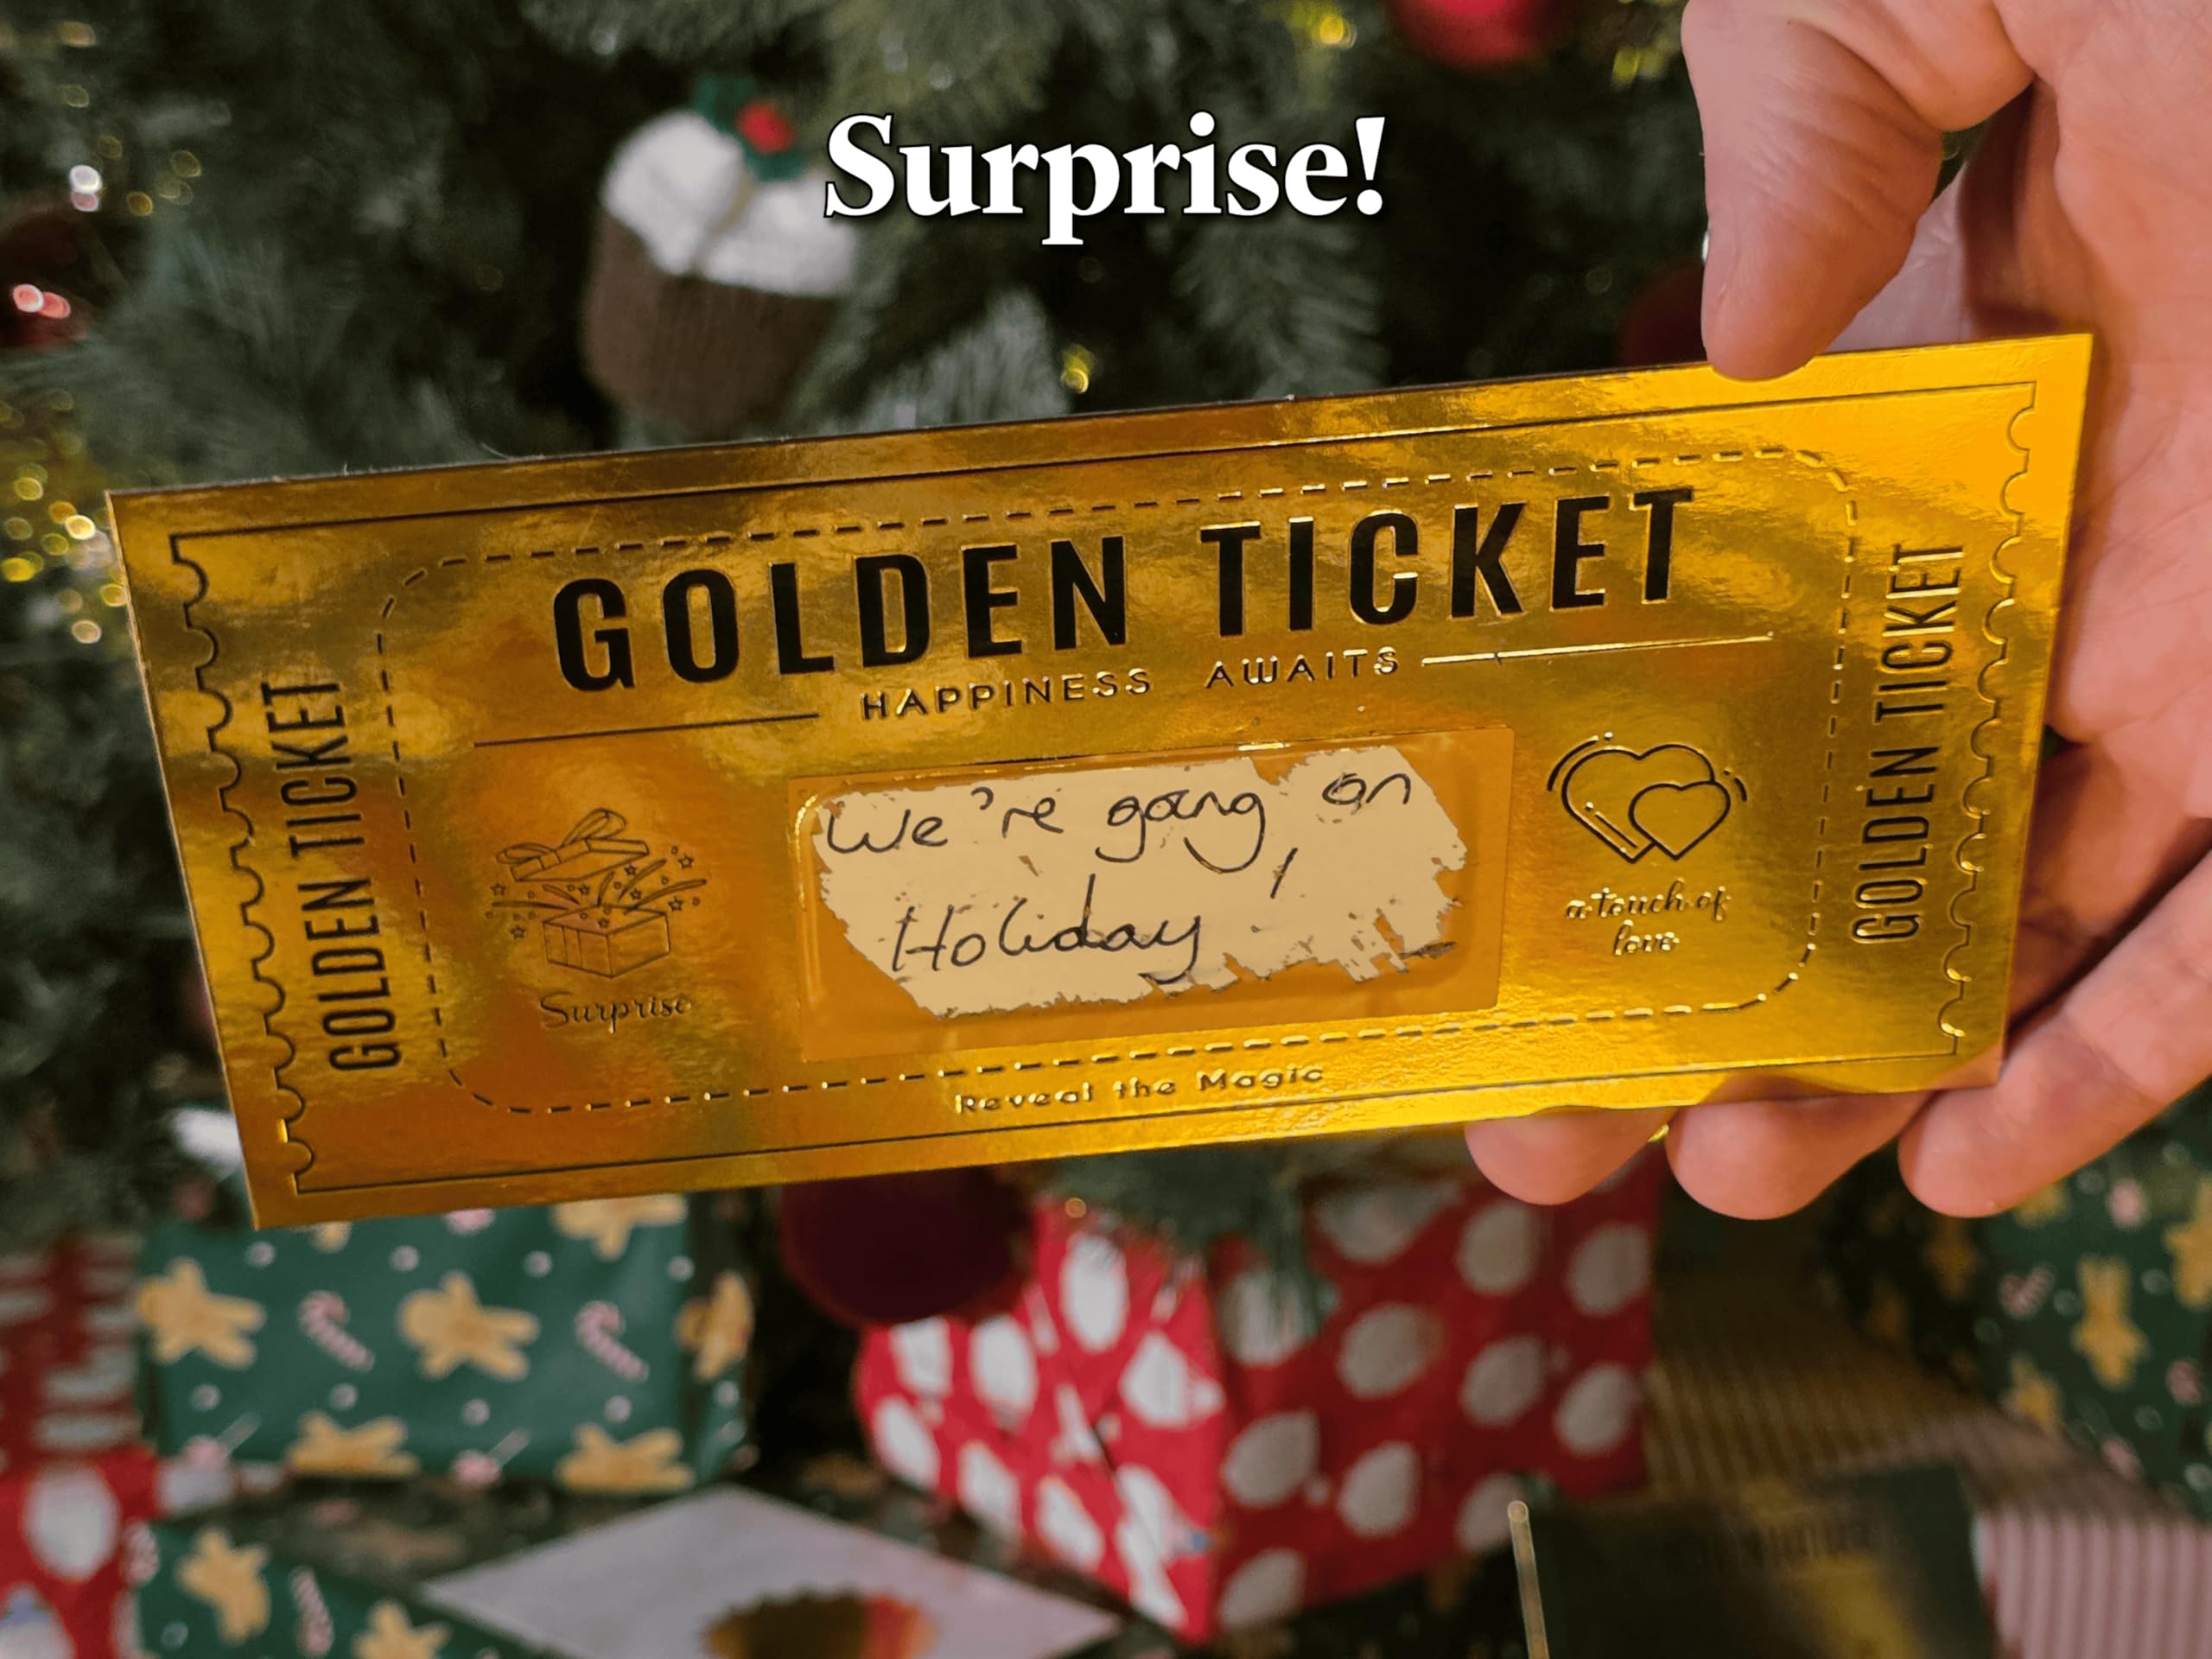 Surprise!
GOLDEN TICKET
HAPPINESS AWAITS
GOLDEN TICKET
We're going on
Holiday!
Surprise
a touch of
love
GOLDEN TICKET
Reveal the Magic